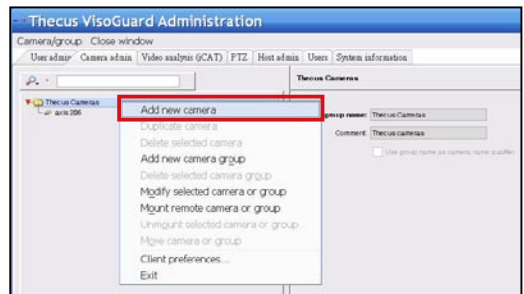 Thecus VisoGuard Administration
Camera/group Close window
User admin Camera admin Video analysis (iCAT) PTZ Host admin Users System information
Thecus Cameras
Thecus Cameras
axis 206
Add new camera
Duplicate camera
Delete selected camera
Add new camera group
Delete selected camera group
Modify selected camera or group
Mount remote camera or group
Unmount selected camera or group
Move camera or group
Client preferences...
Exit
group name: Thecus Cameras
Comment: Thecus cameras
Use group name as camera name qualifier